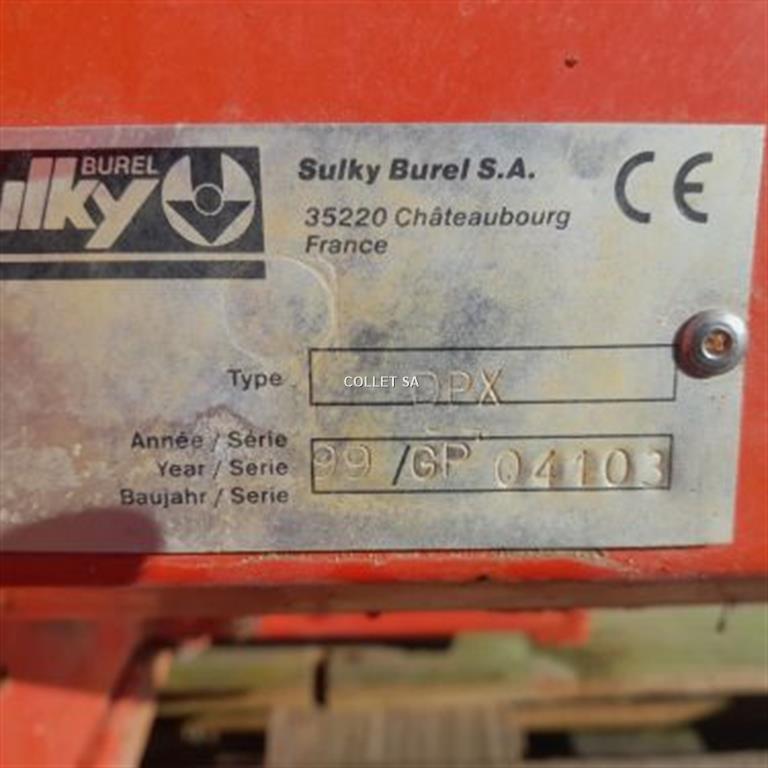 BUREL
ulky
Sulky Burel S.A.
35220 Châteaubourg
France
CE
Type
DPX
COLLET SA
Année / Série
Year / Serie
Baujahr / Serie
99 /GP 04103